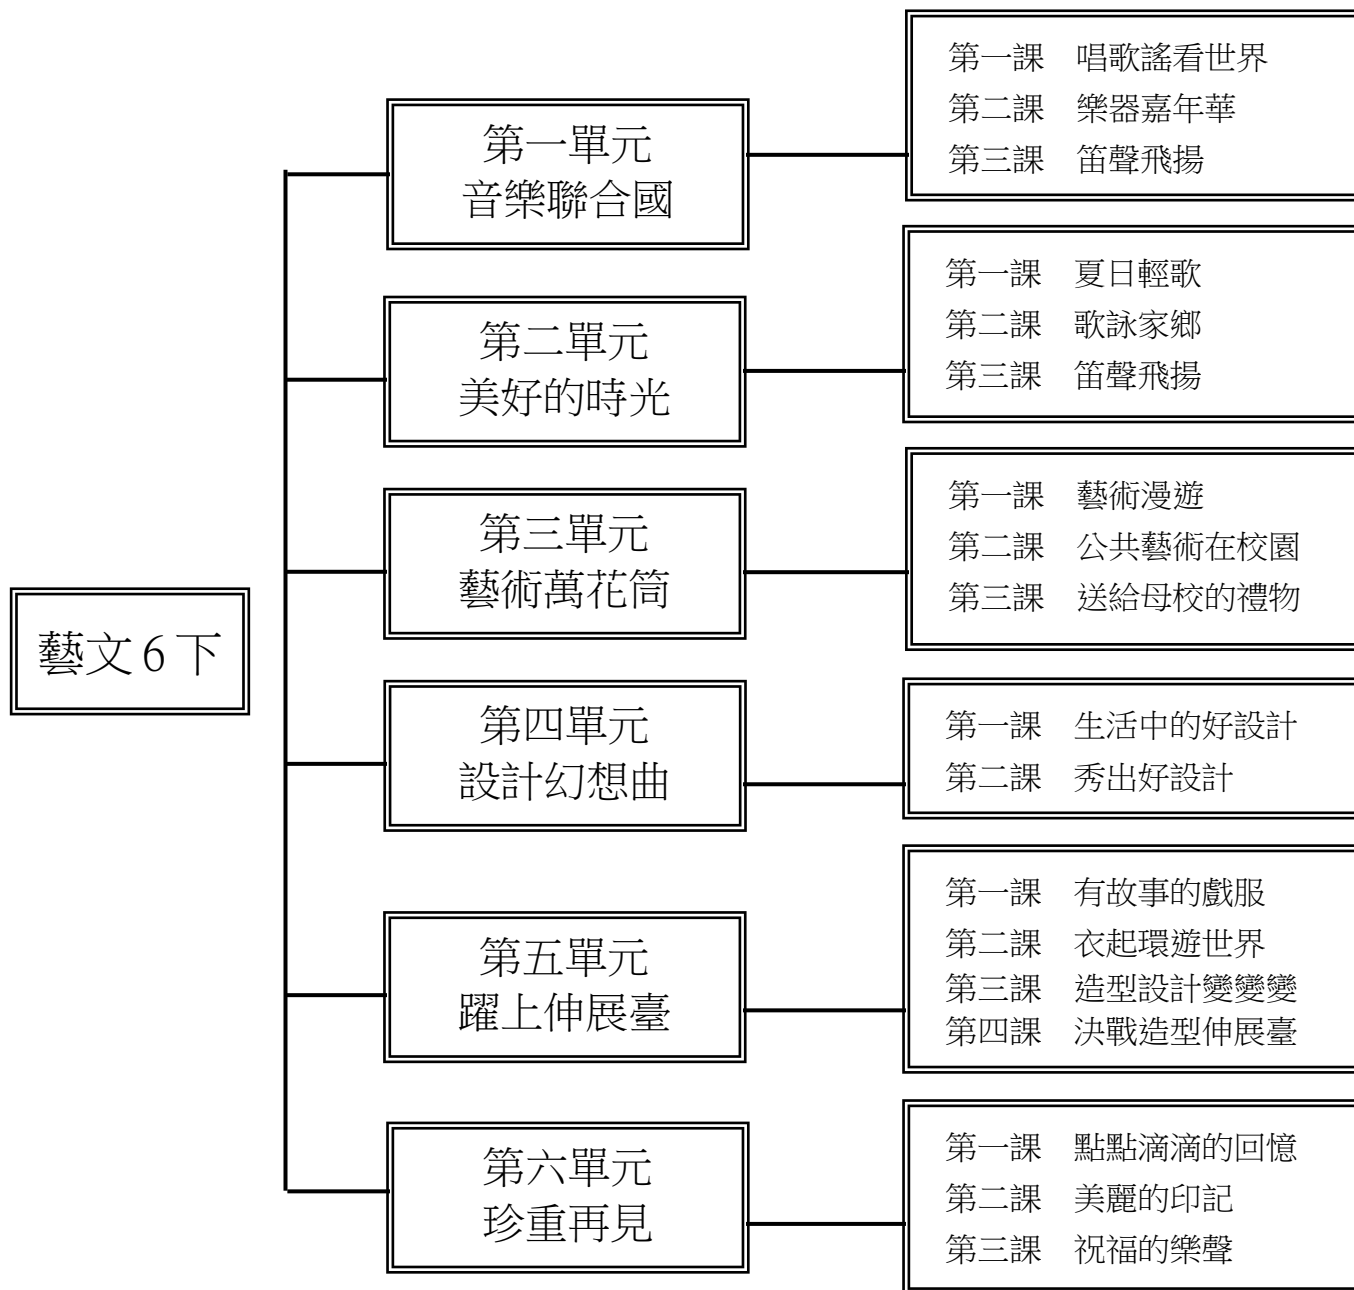 藝文6下
第一單元
音樂聯合國
第一課　唱歌謠看世界
第二課　樂器嘉年華
第三課　笛聲飛揚
第二單元
美好的時光
第一課　夏日輕歌
第二課　歌詠家鄉
第三課　笛聲飛揚
第三單元
藝術萬花筒
第一課　藝術漫遊
第二課　公共藝術在校園
第三課　送給母校的禮物
第四單元
設計幻想曲
第一課　生活中的好設計
第二課　秀出好設計
第五單元
躍上伸展臺
第一課　有故事的戲服
第二課　衣起環遊世界
第三課　造型設計變變變
第四課　決戰造型伸展臺
第六單元
珍重再見
第一課　點點滴滴的回憶
第二課　美麗的印記
第三課　祝福的樂聲